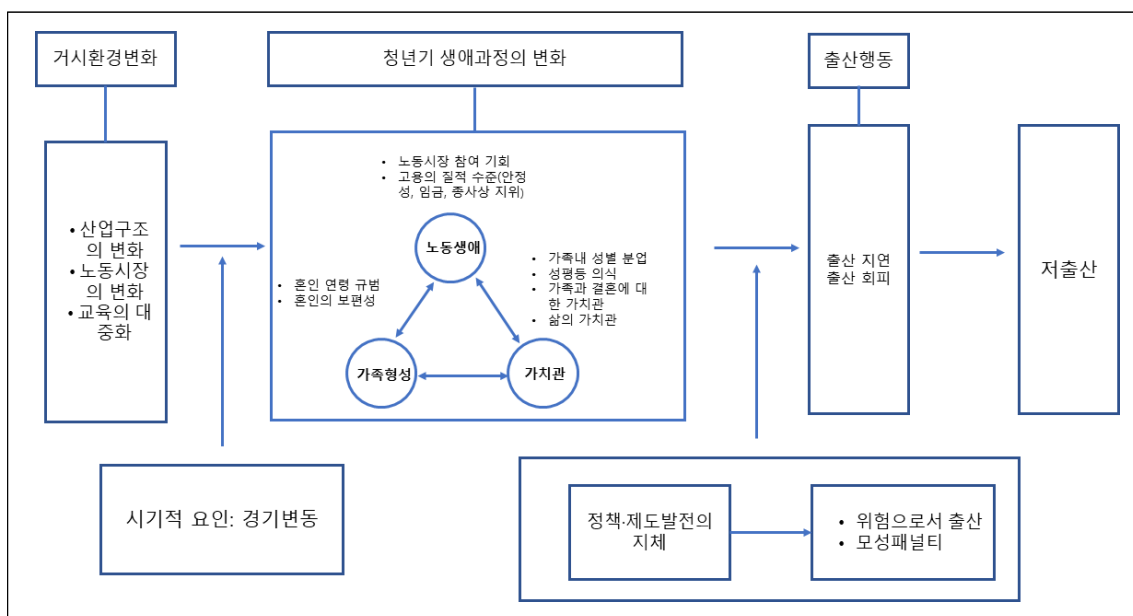 거시환경변화
청년기 생애과정의 변화
출산행동
• 산업구조
의 변화
• 노동시장
의 변화
• 교육의 대
중화
• 노동시장 참여 기회
• 고용의 질적 수준(안정
성, 임금, 종사상 지위)
노동생애
• 혼인 연령 규범
• 혼인의 보편성
• 가족내 성별 분업
• 성평등 의식
• 가족과 결혼에 대
한 가치관
• 삶의 가치관
가족형성
가치관
출산 지연
출산 회피
저출산
시기적 요인: 경기변동
정책·제도발전의
지체
• 위험으로서 출산
• 모성패널티